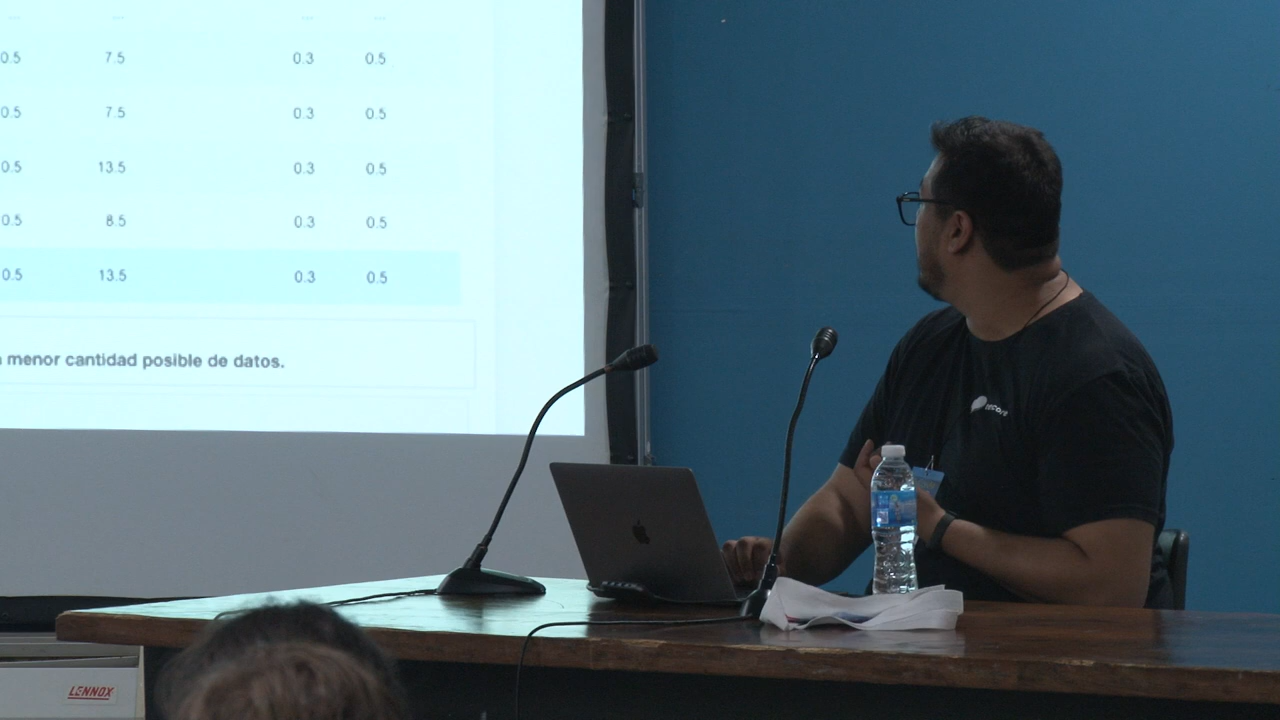 ... ... ...
0.5 7.5 0.3 0.5
0.5 7.5 0.3 0.5
0.5 13.5 0.3 0.5
0.5 8.5 0.3 0.5
0.5 13.5 0.3 0.5
menor cantidad posible de datos.
LENNOX